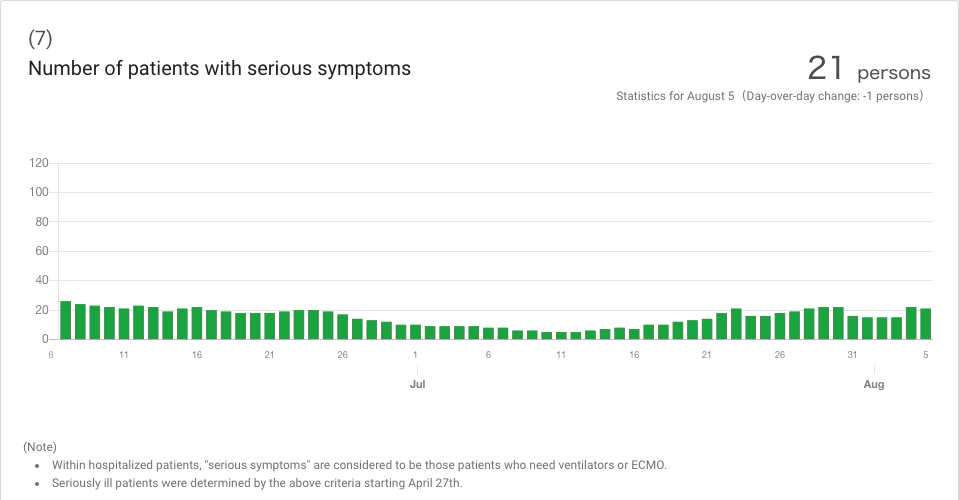 (7)
Number of patients with serious symptoms
21 persons
Statistics for August 5 (Day-over-day change: -1 persons)
120
100
80
60
40
20
0
6 11 16 21 26 1 6 11 16 21 26 31 5
Jul Aug
(Note)
• Within hospitalized patients, "serious symptoms" are considered to be those patients who need ventilators or ECMO.
• Seriously ill patients were determined by the above criteria starting April 27th.